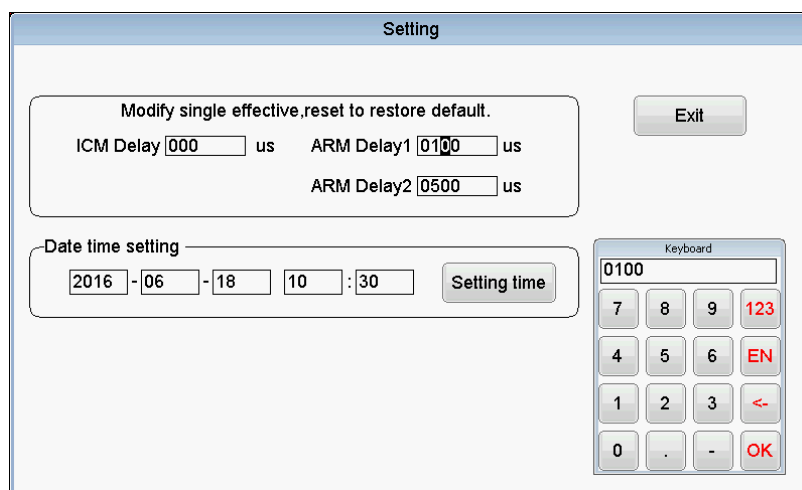 Setting
Modify single effective,reset to restore default.
Exit
ICM Delay 000 us ARM Delay1 0100 us
ARM Delay2 0500 us
Date time setting
2016 - 06 - 18 10 : 30 Setting time
Keyboard
0100
7 8 9 123
4 5 6 EN
1 2 3 <-
0 . - OK